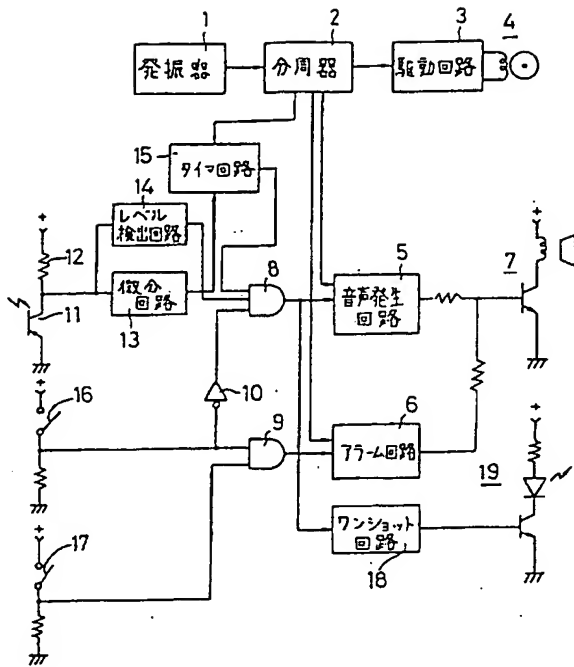 1
発振器
2
分周器
3
駆動回路
4
15
タイマ回路
14
レベル
検出回路
+
12
11
微分
回路
13
8
5
音声発生
回路
7
+
+
16
10
9
6
アラーム回路
19
+
+
17
ワンショット
回路
18